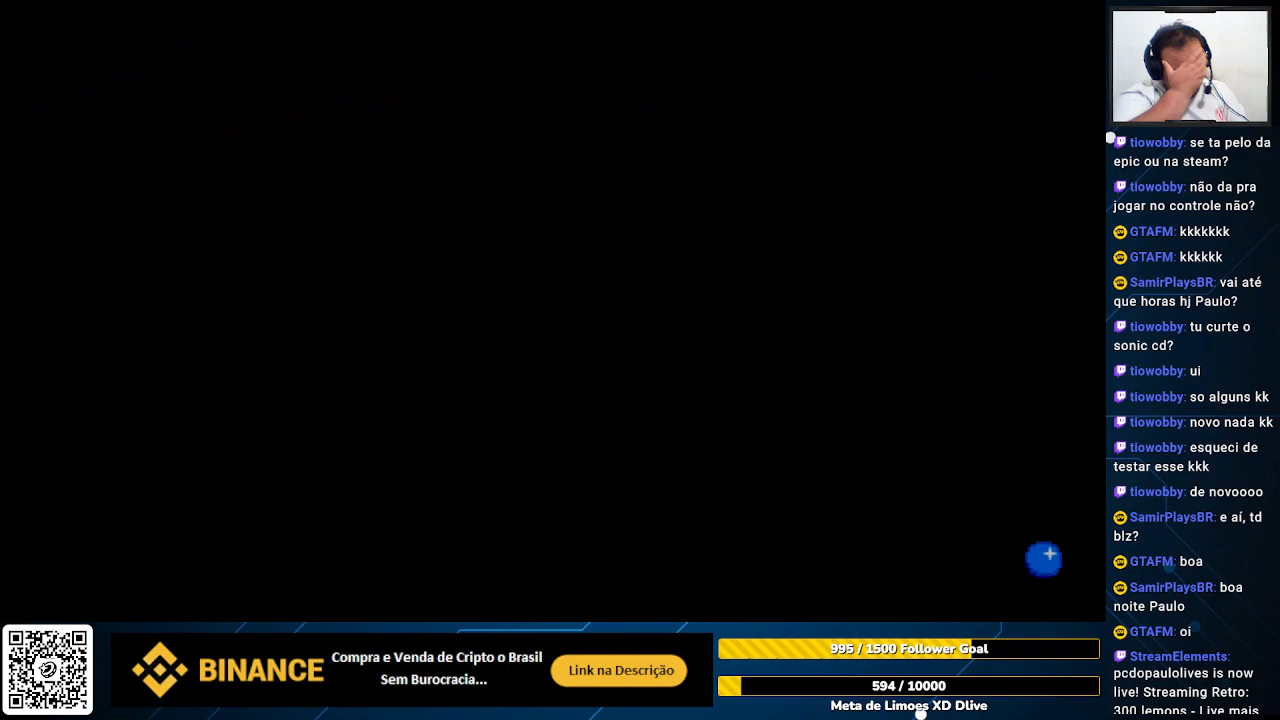 tiowobby: se ta pelo da
epic ou na steam?
tiowobby: não da pra
jogar no controle não?
GTAFM: kkkkkkk
GTAFM: kkkkkk
SamirPlaysBR: vai até
que horas hj Paulo?
tiowobby: tu curte o
sonic cd?
tiowobby: ui
tiowobby: so alguns kk
tiowobby: novo nada kk
tiowobby: esqueci de
testar esse kkk
tiowobby: de novoooo
SamirPlaysBR: e aí, td
blz?
GTAFM: boa
SamirPlaysBR: boa
noite Paulo
GTAFM: oi
StreamElements:
pcdopaulolives is now
live! Streaming Retro:
300 lemons - Live mais
BINANCE
Compra e Venda de Cripto o Brasil
Sem Burocracia...
Link na Descrição
995 / 1500 Follower Goal
594 / 10000
Meta de Limoes XD Dlive